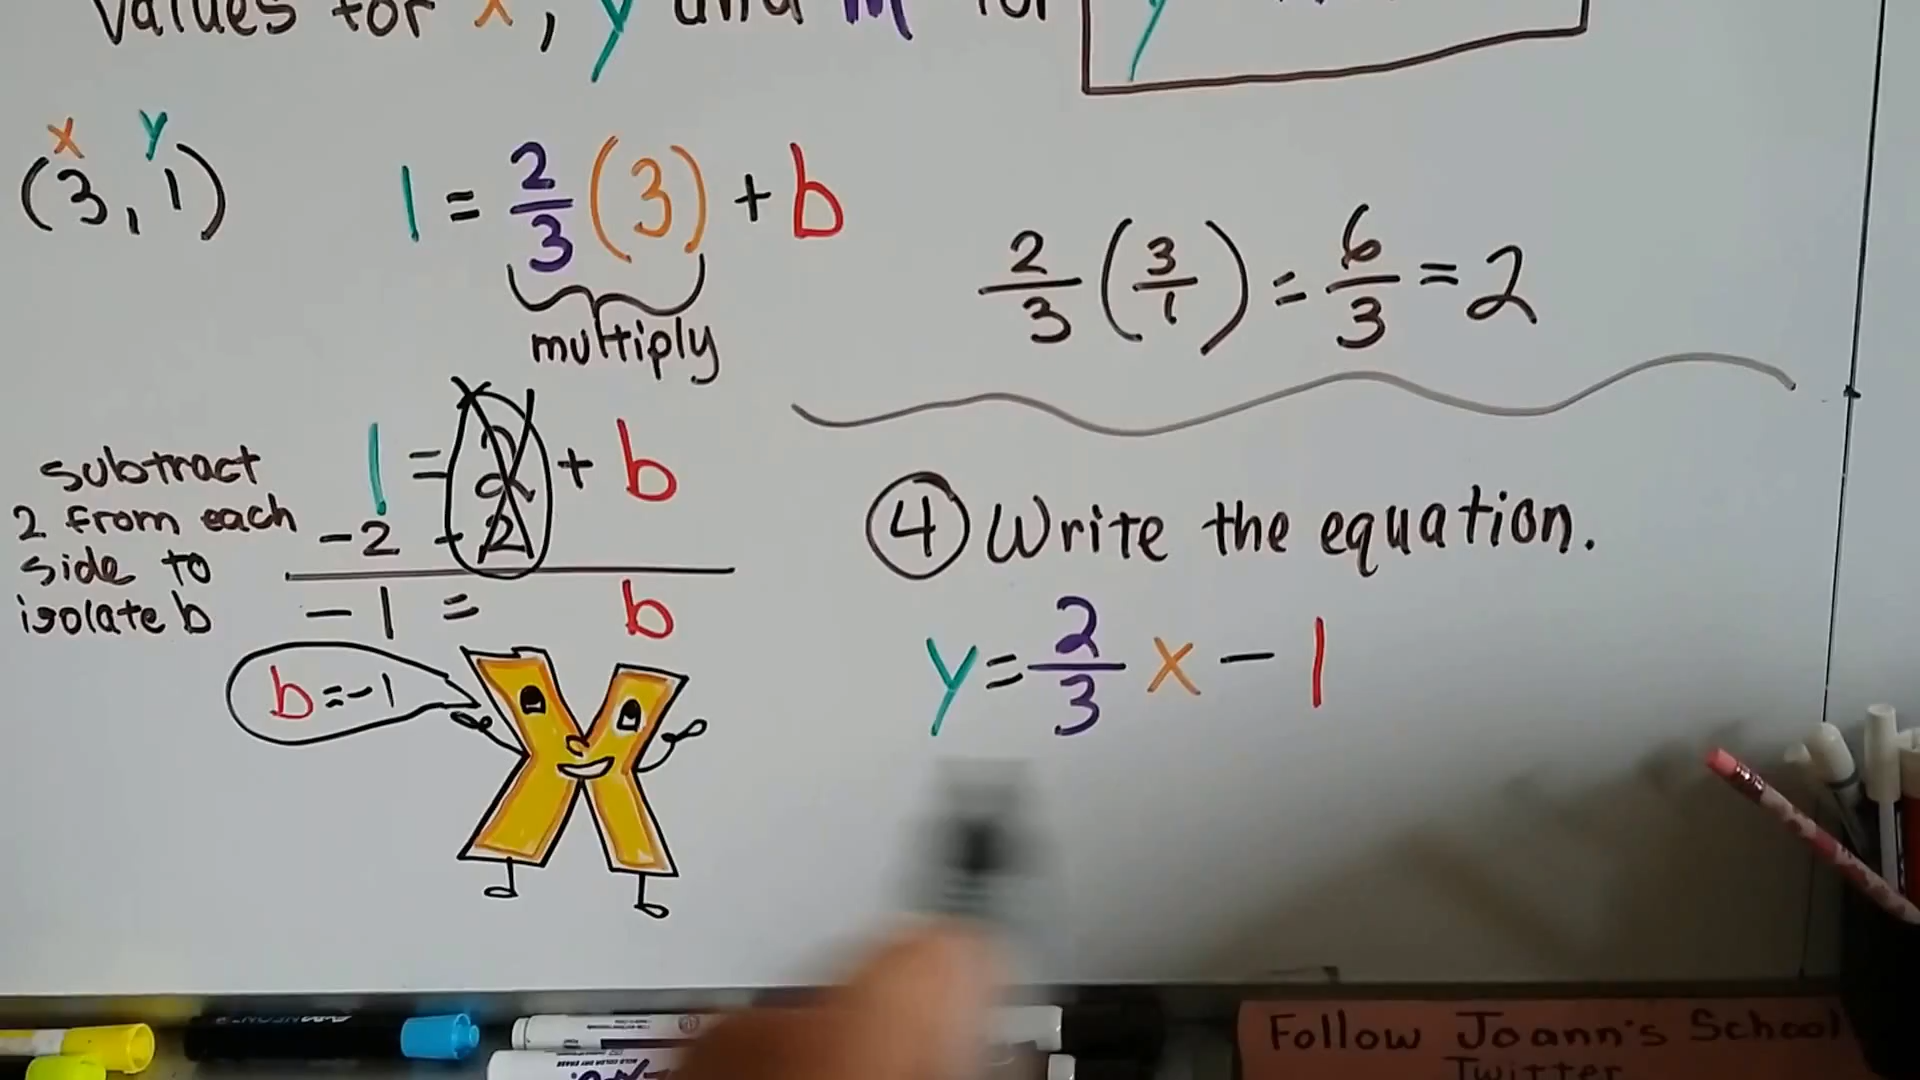 values for x, y and m for
y
x y
(3, 1)
1 = 2/3 (3) + b
multiply
2/3 (3/1) = 6/3 = 2
subtract
2 from each
side to
isolate b
1 = 2 + b
-2 -2
-1 = b
b = -1
④ Write the equation.
y = 2/3 x - 1
Follow Joann's School
Twitter